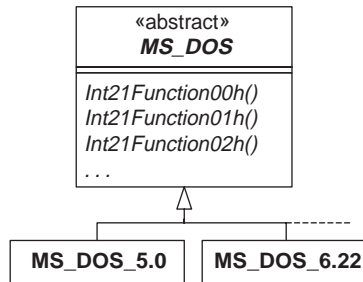 «abstract»
MS_DOS
Int21Function00h()
Int21Function01h()
Int21Function02h()
. . .
MS_DOS_5.0 MS_DOS_6.22